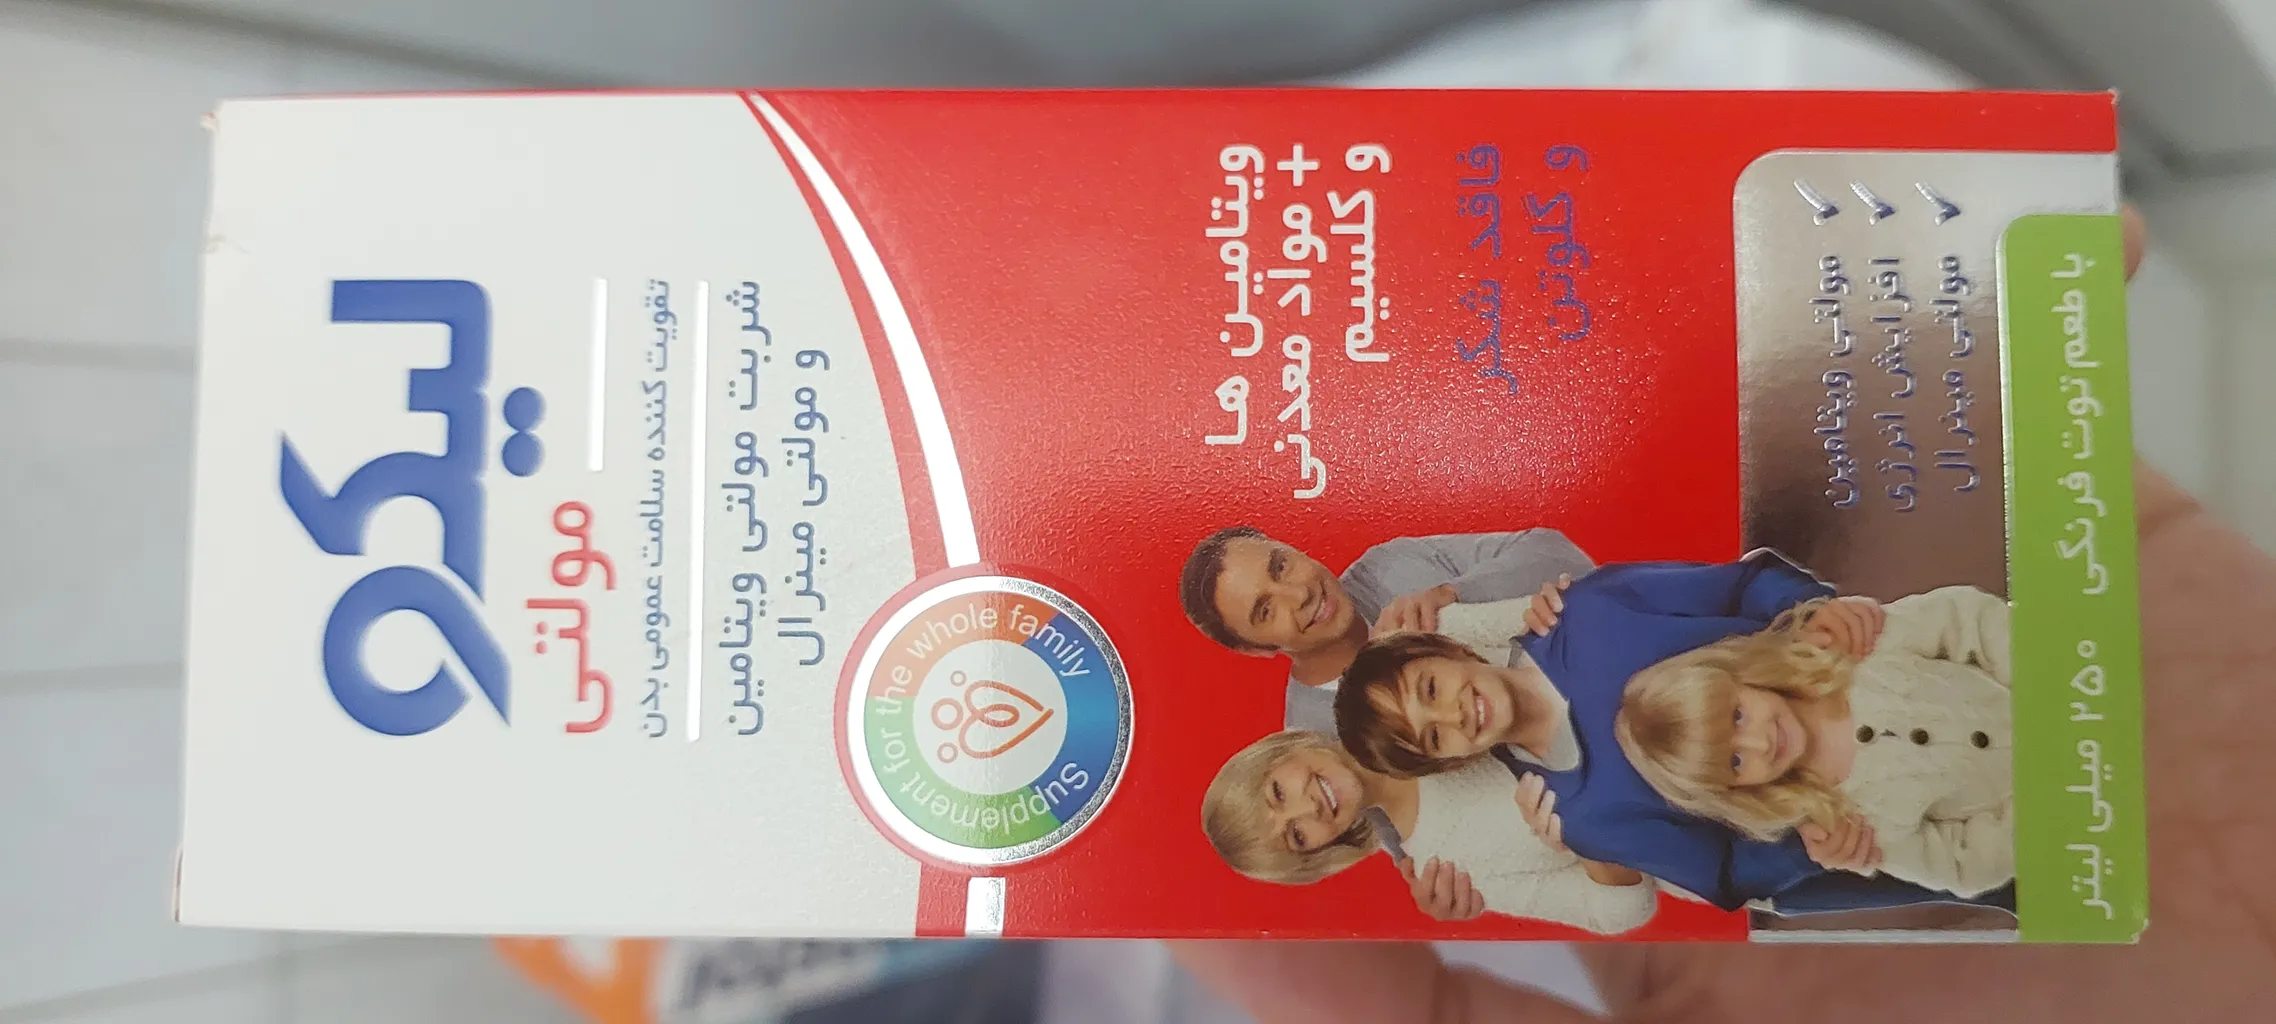 لیکو
مولتی
تقویت کننده سلامت عمومی بدن
شربت مولتی ویتامین
و مولتی مینرال
Supplement for the whole family
ویتامین ها
+ مواد معدنی
و کلسیم
فاقد شکر
و گلوتن
✓ مولتی ویتامین
✓ افزایش انرژی
✓ مولتی مینرال
با طعم توت فرنگی
۲۵۰ میلی لیتر